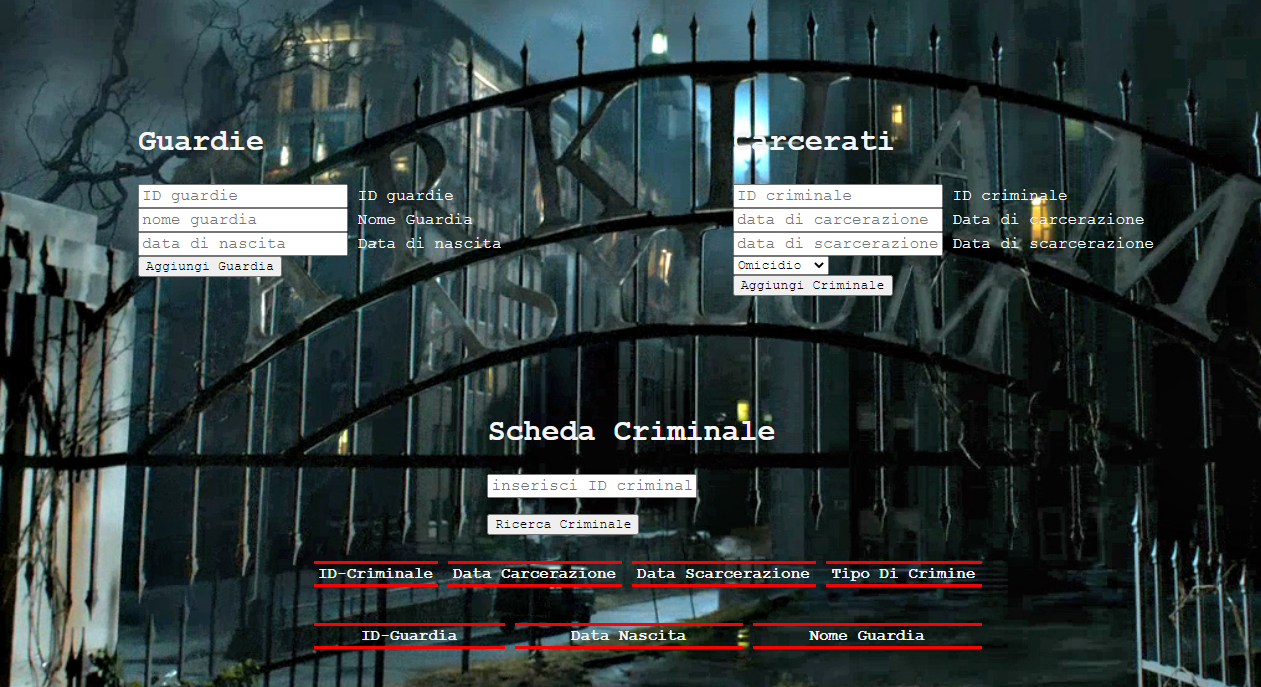 ARKHAM
ASYLUM
Guardie
ID guardie ID guardie
nome guardia Nome Guardia
data di nascita Data di nascita
Aggiungi Guardia
Carcerati
ID criminale ID criminale
data di carcerazione Data di carcerazione
data di scarcerazione Data di scarcerazione
Omicidio
Aggiungi Criminale
Scheda Criminale
inserisci ID criminal
Ricerca Criminale
ID-Criminale Data Carcerazione Data Scarcerazione Tipo Di Crimine
ID-Guardia Data Nascita Nome Guardia